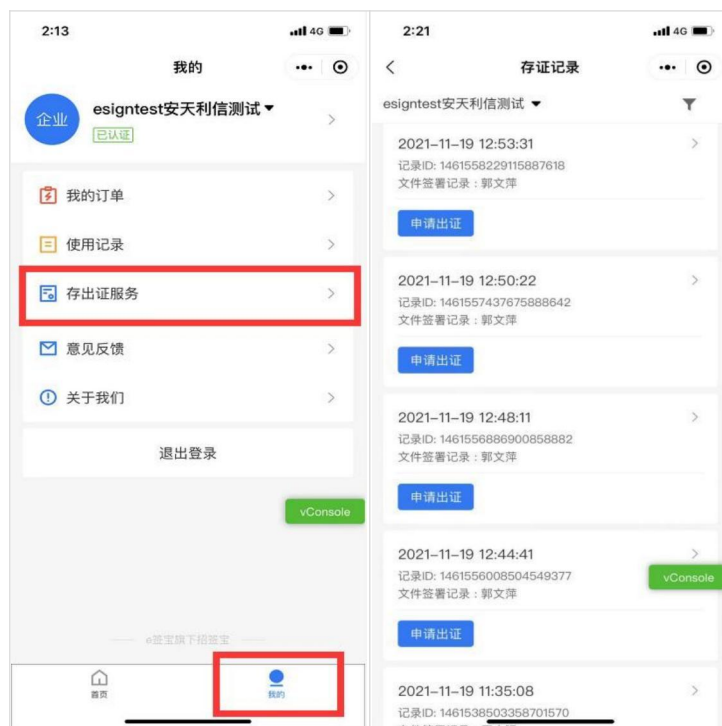 2:13
4G
我的
企业
esigntest安天利信测试
已认证
我的订单
使用记录
存出证服务
意见反馈
关于我们
退出登录
vConsole
e签宝旗下招签宝
首页
我的
2:21
4G
存证记录
esigntest安天利信测试
2021-11-19 12:53:31
记录ID: 1461558229115887618
文件签署记录：郭文萍
申请出证
2021-11-19 12:50:22
记录ID: 1461557437675888642
文件签署记录：郭文萍
申请出证
2021-11-19 12:48:11
记录ID: 1461556886900858882
文件签署记录：郭文萍
申请出证
2021-11-19 12:44:41
记录ID: 1461556008504549377
vConsole
文件签署记录：郭文萍
申请出证
2021-11-19 11:35:08
记录ID: 1461538503358701570